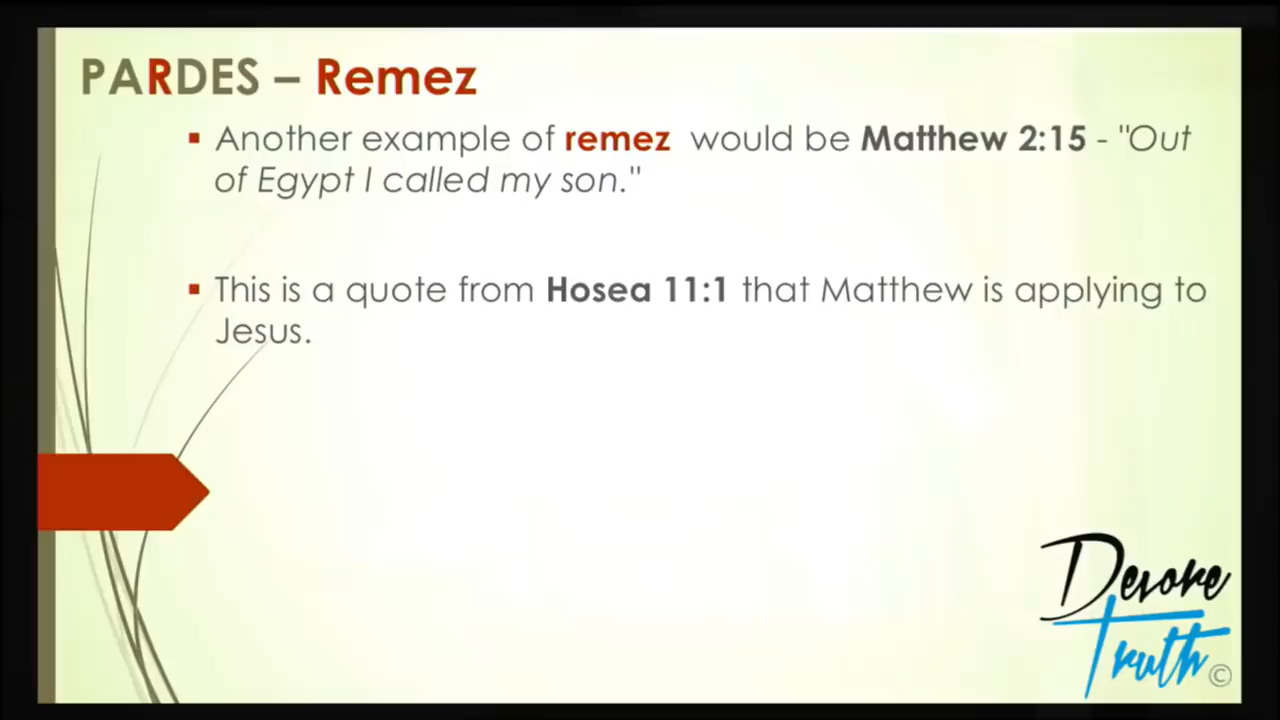 PARDES – Remez
Another example of remez would be Matthew 2:15 - "Out
of Egypt I called my son."
This is a quote from Hosea 11:1 that Matthew is applying to
Jesus.
Devore
Truth ©